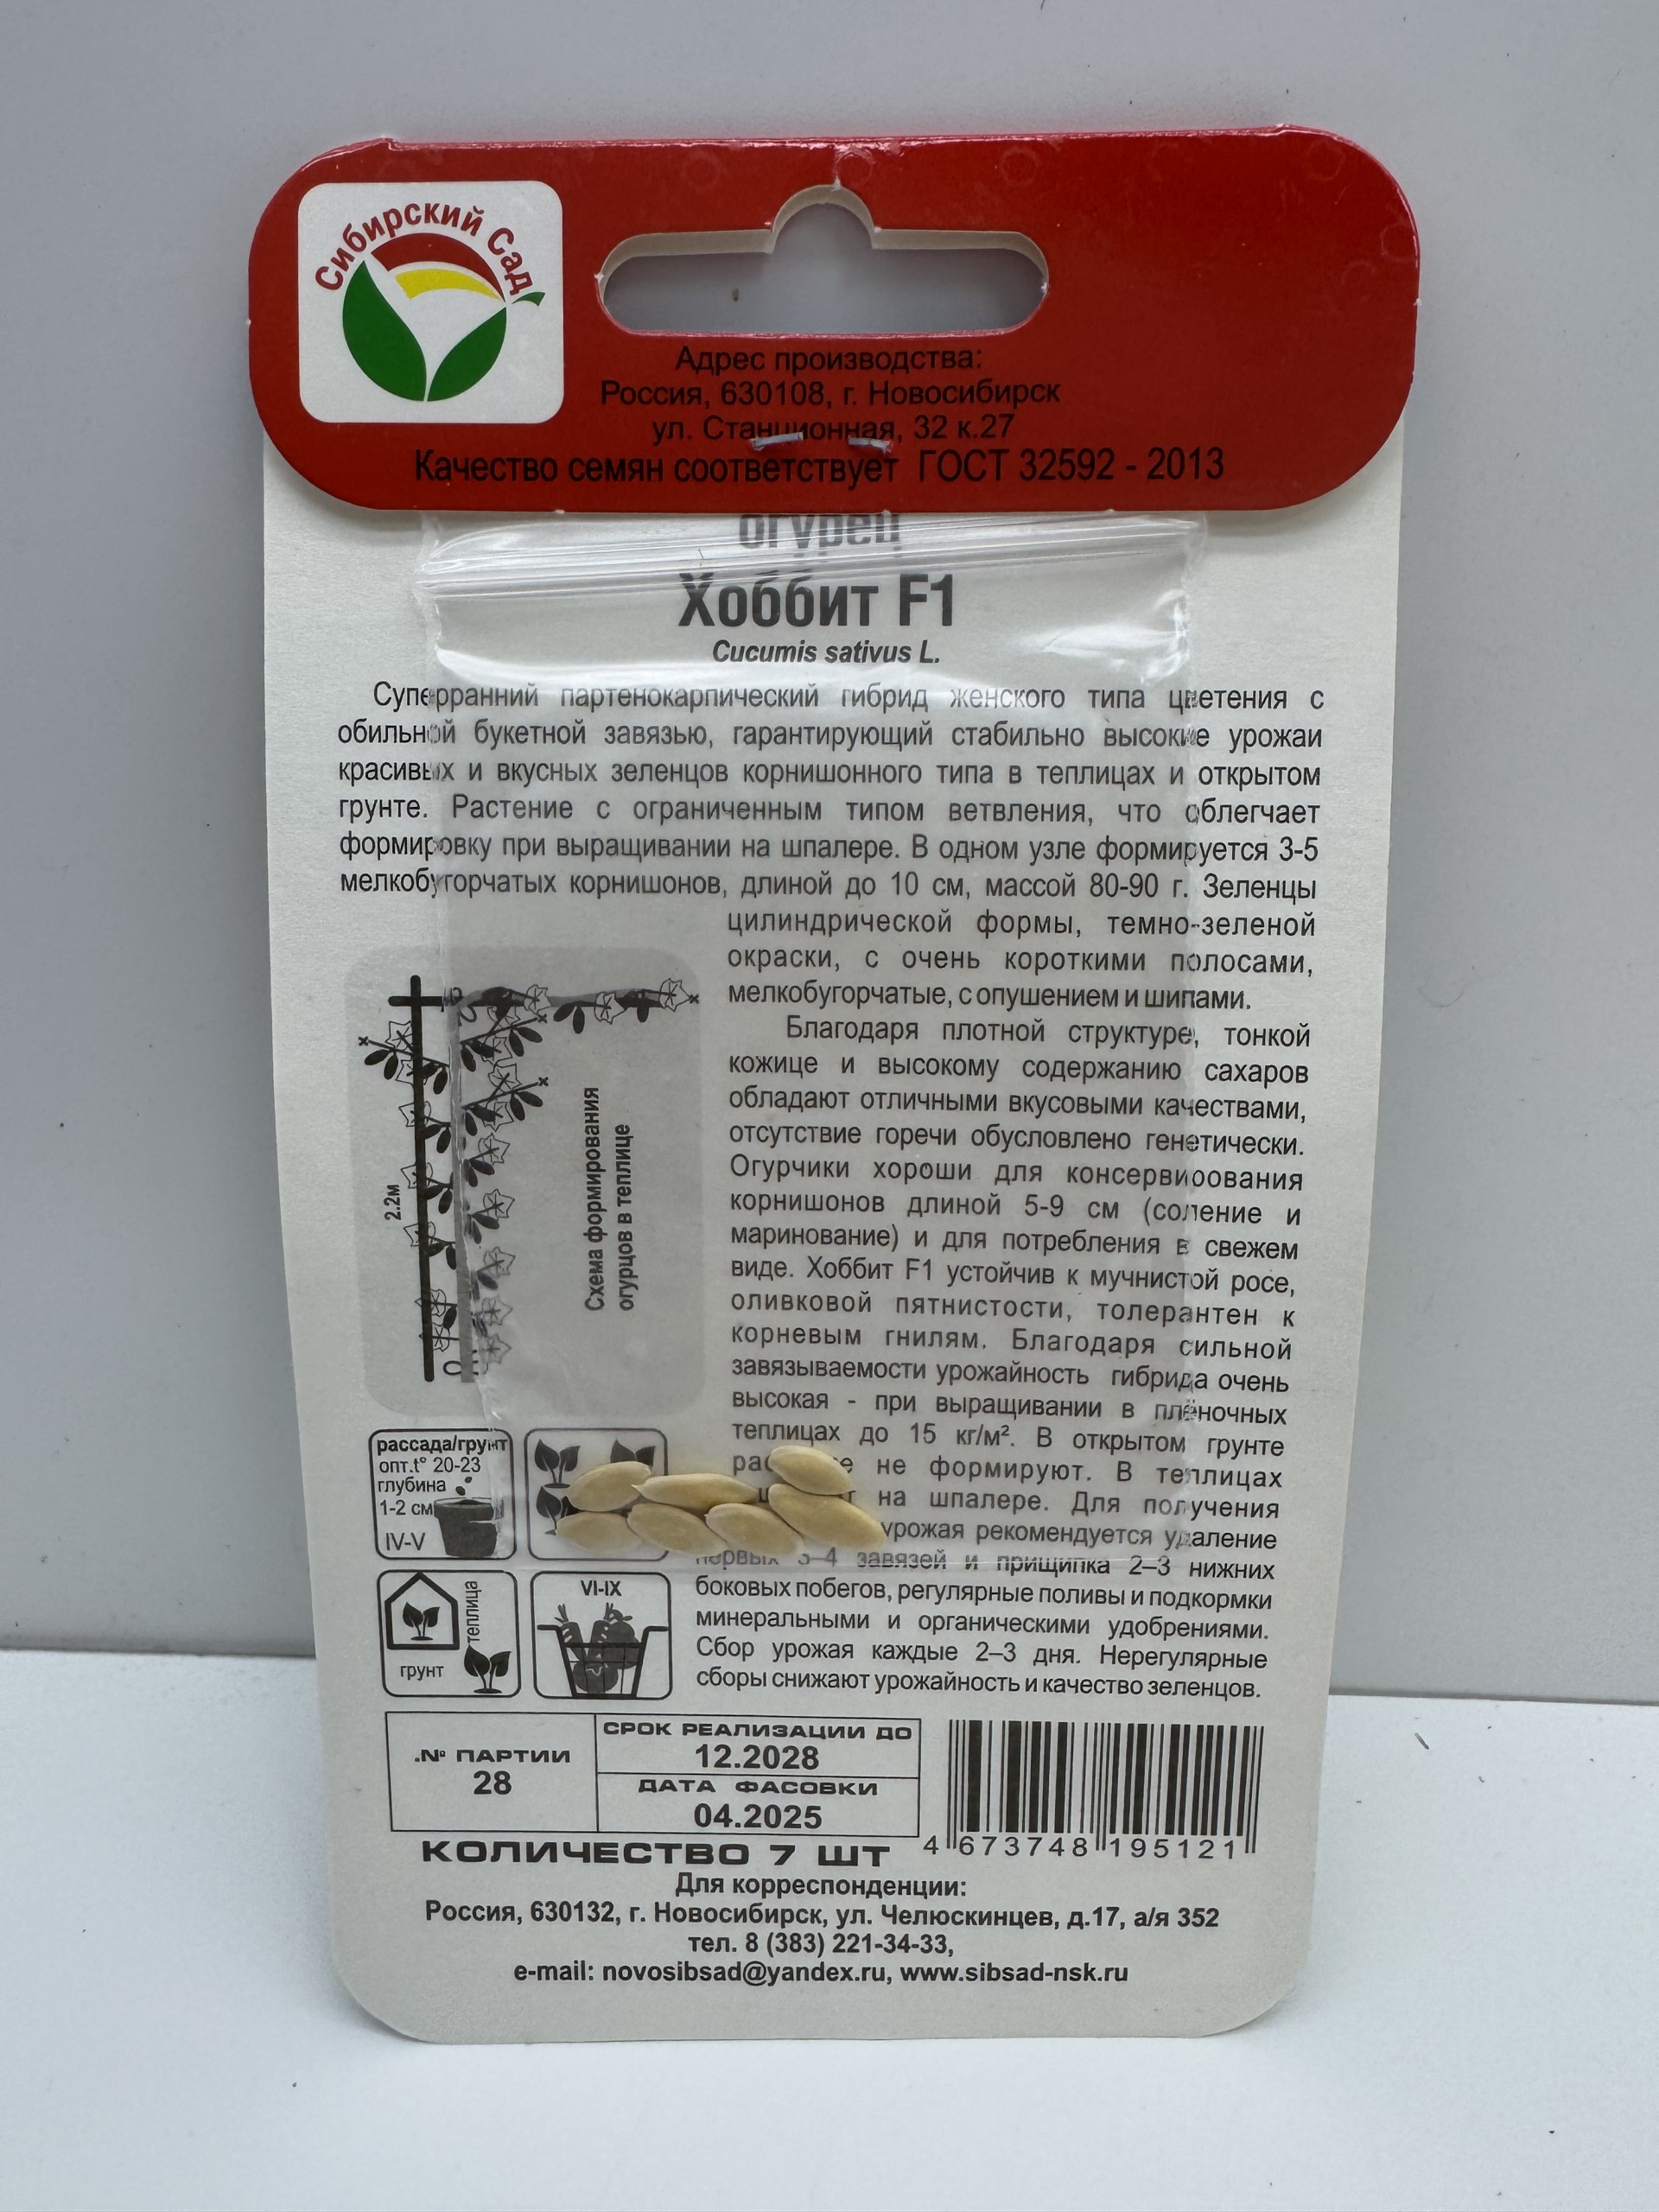 Сибирский Сад
Адрес производства:
Россия, 630108, г. Новосибирск
ул. Станционная, 32 к.27
Качество семян соответствует ГОСТ 32592 - 2013
огурец
Хоббит F1
Cucumis sativus L.
Суперранний партенокарпический гибрид женского типа цветения с
обильной букетной завязью, гарантирующий стабильно высокие урожаи
красивых и вкусных зеленцов корнишонного типа в теплицах и открытом
грунте. Растение с ограниченным типом ветвления, что облегчает
формировку при выращивании на шпалере. В одном узле формируется 3-5
мелкобугорчатых корнишонов, длиной до 10 см, массой 80-90 г. Зеленцы
цилиндрической формы, темно-зеленой
окраски, с очень короткими полосами,
мелкобугорчатые, с опушением и шипами.
Благодаря плотной структуре, тонкой
кожице и высокому содержанию сахаров
обладают отличными вкусовыми качествами,
отсутствие горечи обусловлено генетически.
Огурчики хороши для консервирования
корнишонов длиной 5-9 см (соление и
маринование) и для потребления в свежем
виде. Хоббит F1 устойчив к мучнистой росе,
оливковой пятнистости, толерантен к
корневым гнилям. Благодаря сильной
завязываемости урожайность гибрида очень
высокая - при выращивании в плёночных
теплицах до 15 кг/м². В открытом грунте
не формируют. В теплицах
на шпалере. Для получения
урожая рекомендуется удаление
первых 3–4 завязей и прищипка 2–3 нижних
боковых побегов, регулярные поливы и подкормки
минеральными и органическими удобрениями.
Сбор урожая каждые 2–3 дня. Нерегулярные
сборы снижают урожайность и качество зеленцов.
2.2м
Схема формирования
огурцов в теплице
рассада/грунт
опт.t° 20-23
глубина
1-2 см
IV-V
теплица
грунт
VI-IX
.№ ПАРТИИ
28
СРОК РЕАЛИЗАЦИИ ДО
12.2028
ДАТА ФАСОВКИ
04.2025
КОЛИЧЕСТВО 7 ШТ
4 673748 195121
Для корреспонденции:
Россия, 630132, г. Новосибирск, ул. Челюскинцев, д.17, а/я 352
тел. 8 (383) 221-34-33,
e-mail: novosibsad@yandex.ru, www.sibsad-nsk.ru